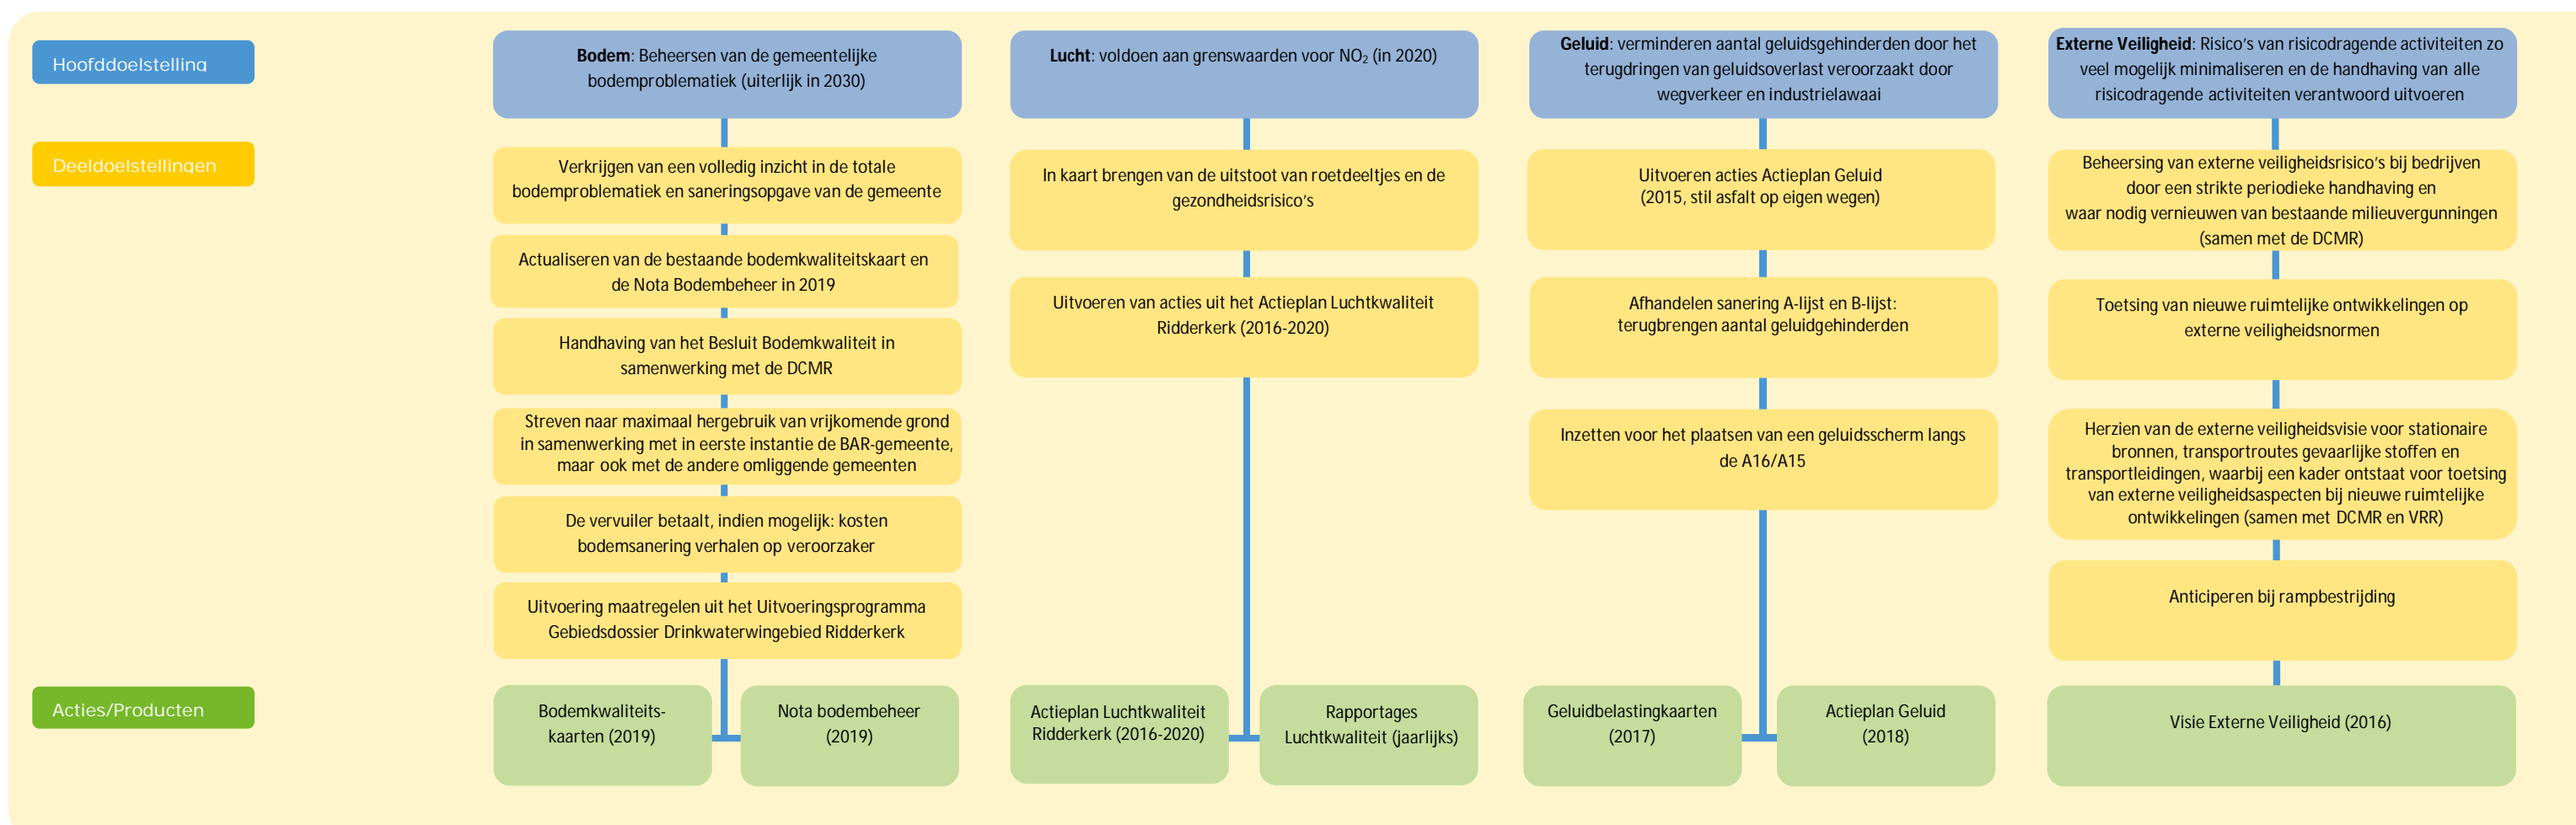 Hoofddoelstelling
Bodem: Beheersen van de gemeentelijke
bodemproblematiek (uiterlijk in 2030)
Lucht: voldoen aan grenswaarden voor NO₂ (in 2020)
Geluid: verminderen aantal geluidsgehinderden door het
terugdringen van geluidsoverlast veroorzaakt door
wegverkeer en industrielawaai
Externe Veiligheid: Risico's van risicodragende activiteiten zo
veel mogelijk minimaliseren en de handhaving van alle
risicodragende activiteiten verantwoord uitvoeren
Deeldoelstellingen
Verkrijgen van een volledig inzicht in de totale
bodemproblematiek en saneringsopgave van de gemeente
Actualiseren van de bestaande bodemkwaliteitskaart en
de Nota Bodembeheer in 2019
Handhaving van het Besluit Bodemkwaliteit in
samenwerking met de DCMR
Streven naar maximaal hergebruik van vrijkomende grond
in samenwerking met in eerste instantie de BAR-gemeente,
maar ook met de andere omliggende gemeenten
De vervuiler betaalt, indien mogelijk: kosten
bodemsanering verhalen op veroorzaker
Uitvoering maatregelen uit het Uitvoeringsprogramma
Gebiedsdossier Drinkwaterwingebied Ridderkerk
In kaart brengen van de uitstoot van roetdeeltjes en de
gezondheidsrisico's
Uitvoeren van acties uit het Actieplan Luchtkwaliteit
Ridderkerk (2016-2020)
Uitvoeren acties Actieplan Geluid
(2015, stil asfalt op eigen wegen)
Afhandelen sanering A-lijst en B-lijst:
terugbrengen aantal geluidgehinderden
Inzetten voor het plaatsen van een geluidsscherm langs
de A16/A15
Beheersing van externe veiligheidsrisico's bij bedrijven
door een strikte periodieke handhaving en
waar nodig vernieuwen van bestaande milieuvergunningen
(samen met de DCMR)
Toetsing van nieuwe ruimtelijke ontwikkelingen op
externe veiligheidsnormen
Herzien van de externe veiligheidsvisie voor stationaire
bronnen, transportroutes gevaarlijke stoffen en
transportleidingen, waarbij een kader ontstaat voor toetsing
van externe veiligheidsaspecten bij nieuwe ruimtelijke
ontwikkelingen (samen met DCMR en VRR)
Anticiperen bij rampbestrijding
Acties/Producten
Bodemkwaliteits-
kaarten (2019)
Nota bodembeheer
(2019)
Actieplan Luchtkwaliteit
Ridderkerk (2016-2020)
Rapportages
Luchtkwaliteit (jaarlijks)
Geluidbelastingkaarten
(2017)
Actieplan Geluid
(2018)
Visie Externe Veiligheid (2016)